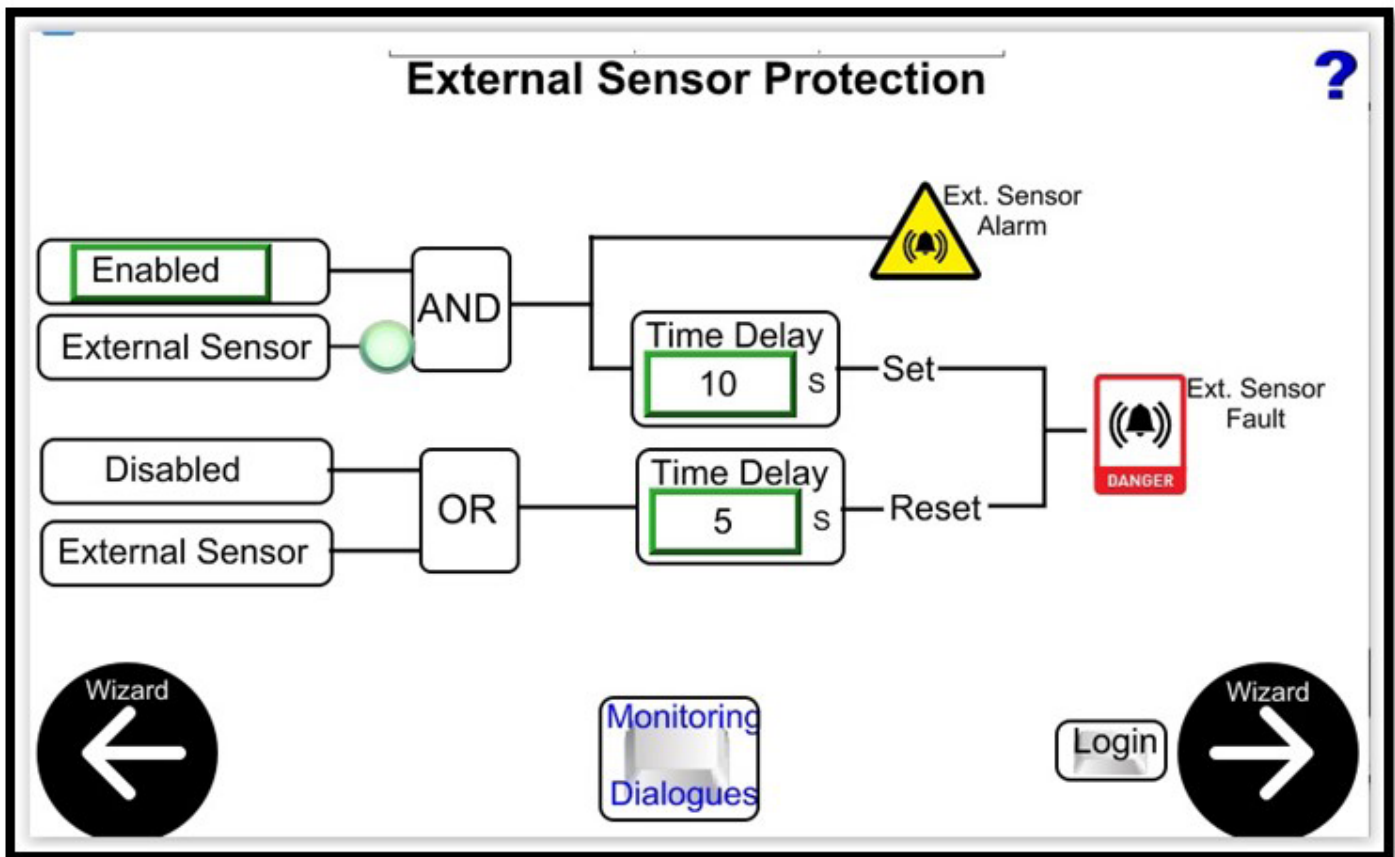 External Sensor Protection
?
Ext. Sensor
Alarm
Enabled
AND
External Sensor
Time Delay
10 s
Set
Ext. Sensor
Fault
DANGER
Disabled
OR
External Sensor
Time Delay
5 s
Reset
Wizard
Monitoring
Dialogues
Login
Wizard